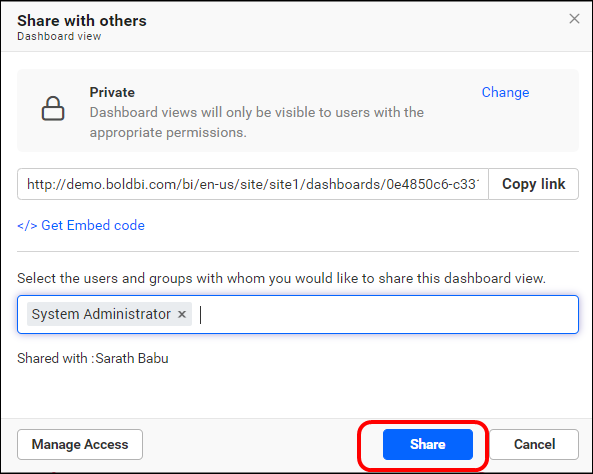 Share with others
Dashboard view
Private
Change
Dashboard views will only be visible to users with the
appropriate permissions.
http://demo.boldbi.com/bi/en-us/site/site1/dashboards/0e4850c6-c331
Copy link
</> Get Embed code
Select the users and groups with whom you would like to share this dashboard view.
System Administrator ×
Shared with :Sarath Babu
Manage Access
Share
Cancel